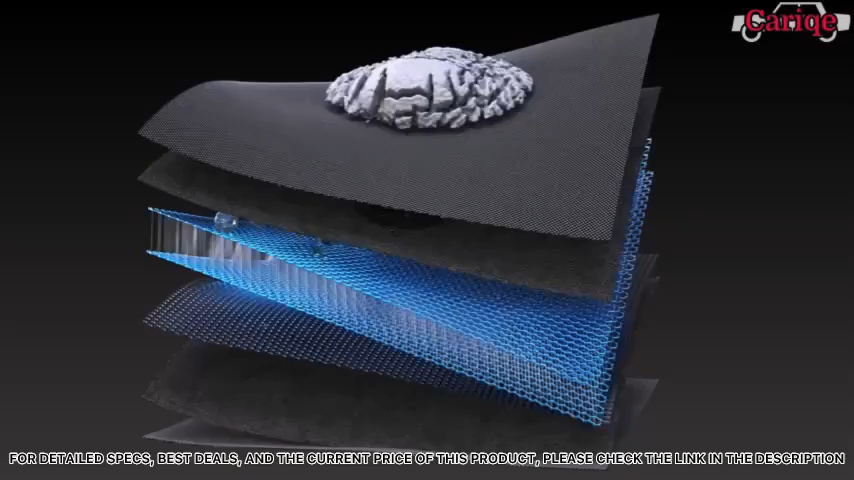 Cariqe
FOR DETAILED SPECS, BEST DEALS, AND THE CURRENT PRICE OF THIS PRODUCT, PLEASE CHECK THE LINK IN THE DESCRIPTION